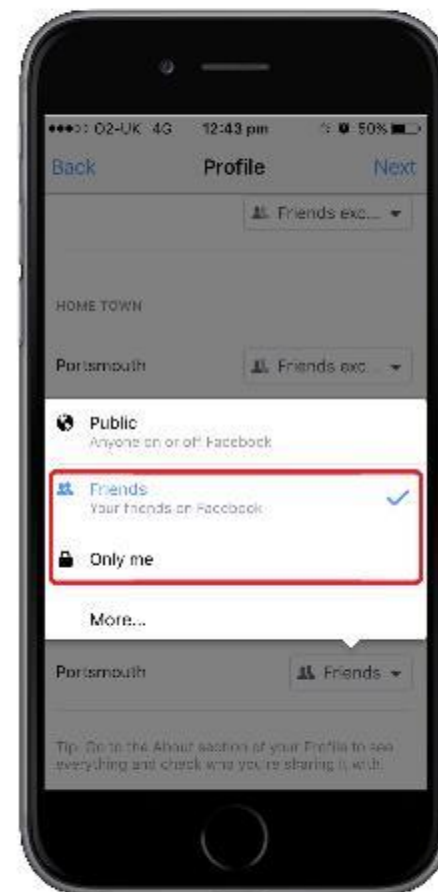 O2-UK 4G 12:43 pm 50%
Back Profile Next
Friends exc...
HOME TOWN
Portsmouth Friends exc...
Public
Anyone on or off Facebook
Friends
Your friends on Facebook
Only me
More...
Portsmouth Friends
Tip: Go to the About section of your Profile to see
everything and check who you're sharing it with.